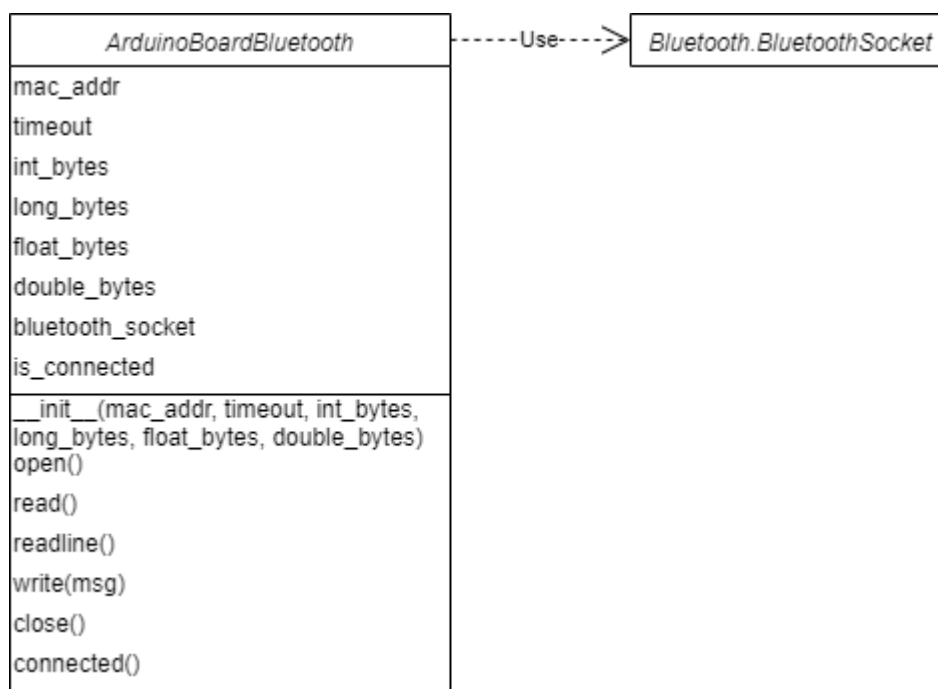 ArduinoBoardBluetooth
Use
Bluetooth.BluetoothSocket
mac_addr
timeout
int_bytes
long_bytes
float_bytes
double_bytes
bluetooth_socket
is_connected
__init__(mac_addr, timeout, int_bytes,
long_bytes, float_bytes, double_bytes)
open()
read()
readline()
write(msg)
close()
connected()